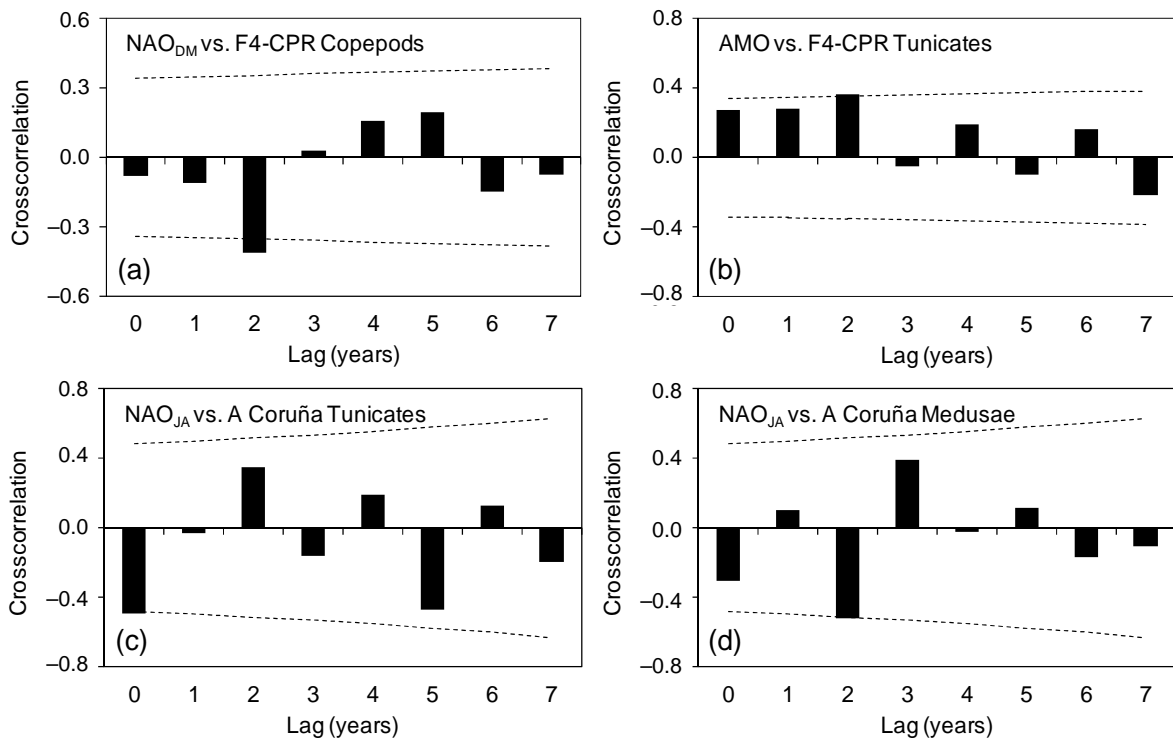 0.6
0.3
0.0
–0.3
–0.6
Crosscorrelation
NAODM vs. F4-CPR Copepods
(a)
0 1 2 3 4 5 6 7
Lag (years)
0.8
0.4
0.0
–0.4
–0.8
Crosscorrelation
AMO vs. F4-CPR Tunicates
(b)
0 1 2 3 4 5 6 7
Lag (years)
0.8
0.4
0.0
–0.4
–0.8
Crosscorrelation
NAOJA vs. A Coruña Tunicates
(c)
0 1 2 3 4 5 6 7
Lag (years)
0.8
0.4
0.0
–0.4
–0.8
Crosscorrelation
NAOJA vs. A Coruña Medusae
(d)
0 1 2 3 4 5 6 7
Lag (years)